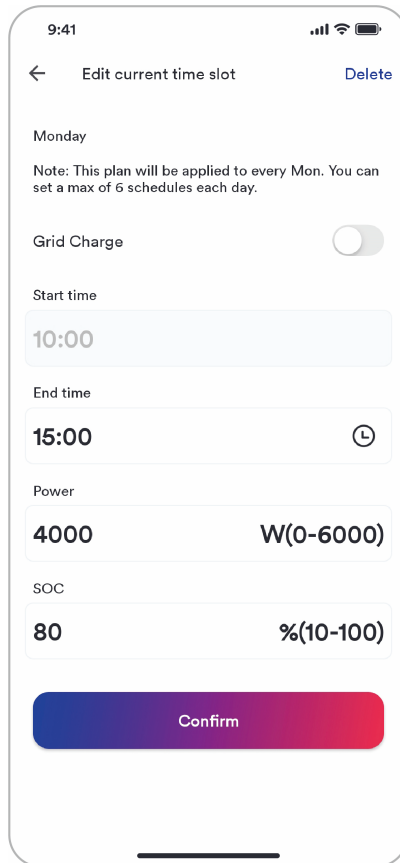 9:41
Edit current time slot Delete
Monday
Note: This plan will be applied to every Mon. You can
set a max of 6 schedules each day.
Grid Charge
Start time
10:00
End time
15:00
Power
4000 W(0-6000)
SOC
80 %(10-100)
Confirm